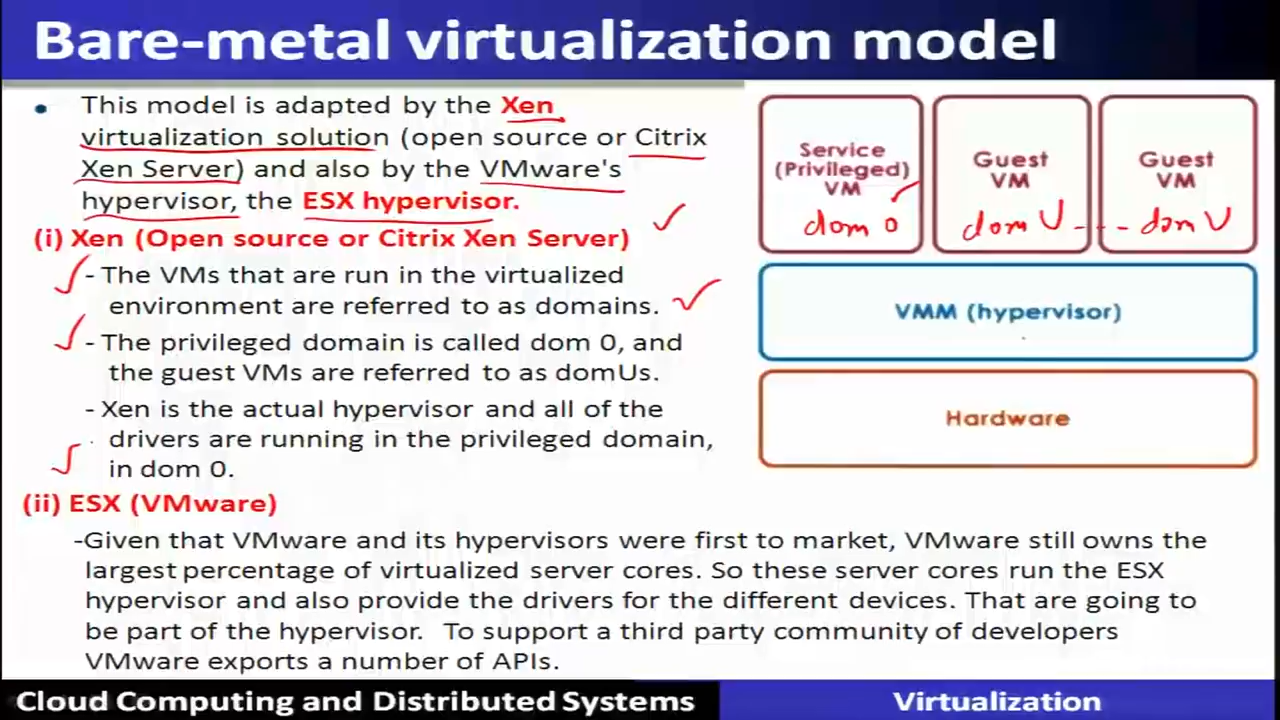 Bare-metal virtualization model
• This model is adapted by the Xen
virtualization solution (open source or Citrix
Xen Server) and also by the VMware's
hypervisor, the ESX hypervisor.
(i) Xen (Open source or Citrix Xen Server)
- The VMs that are run in the virtualized
environment are referred to as domains.
- The privileged domain is called dom 0, and
the guest VMs are referred to as domUs.
- Xen is the actual hypervisor and all of the
drivers are running in the privileged domain,
in dom 0.
(ii) ESX (VMware)
-Given that VMware and its hypervisors were first to market, VMware still owns the
largest percentage of virtualized server cores. So these server cores run the ESX
hypervisor and also provide the drivers for the different devices. That are going to
be part of the hypervisor. To support a third party community of developers
VMware exports a number of APIs.
Service
(Privileged)
VM
dom 0
Guest
VM
dom U
Guest
VM
dom U
VMM (hypervisor)
Hardware
Cloud Computing and Distributed Systems
Virtualization